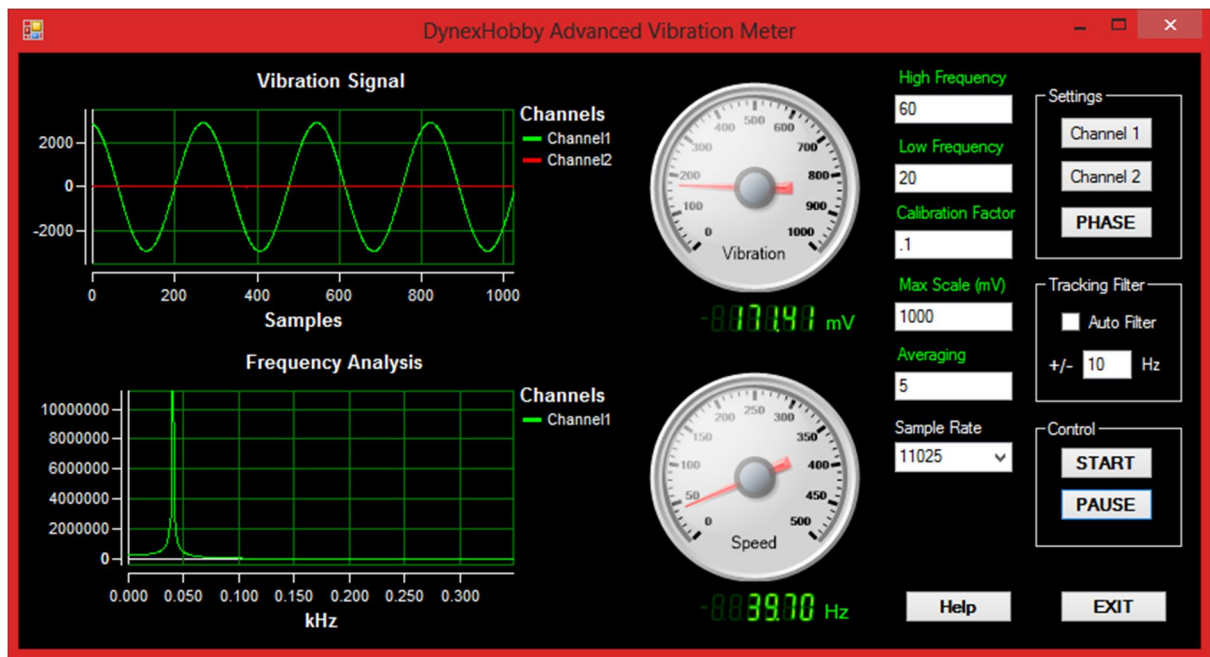 DynexHobby Advanced Vibration Meter
Vibration Signal
2000
0
-2000
0 200 400 600 800 1000
Samples
Channels
Channel1
Channel2
Frequency Analysis
10000000
8000000
6000000
4000000
2000000
0
0.000 0.050 0.100 0.150 0.200 0.250 0.300
kHz
Channels
Channel1
0 100 200 300 400 500 600 700 800 900 1000
Vibration
171.41 mV
0 50 100 150 200 250 300 350 400 450 500
Speed
39.70 Hz
High Frequency
60
Low Frequency
20
Calibration Factor
.1
Max Scale (mV)
1000
Averaging
5
Sample Rate
11025
Settings
Channel 1
Channel 2
PHASE
Tracking Filter
Auto Filter
+/- 10 Hz
Control
START
PAUSE
Help
EXIT